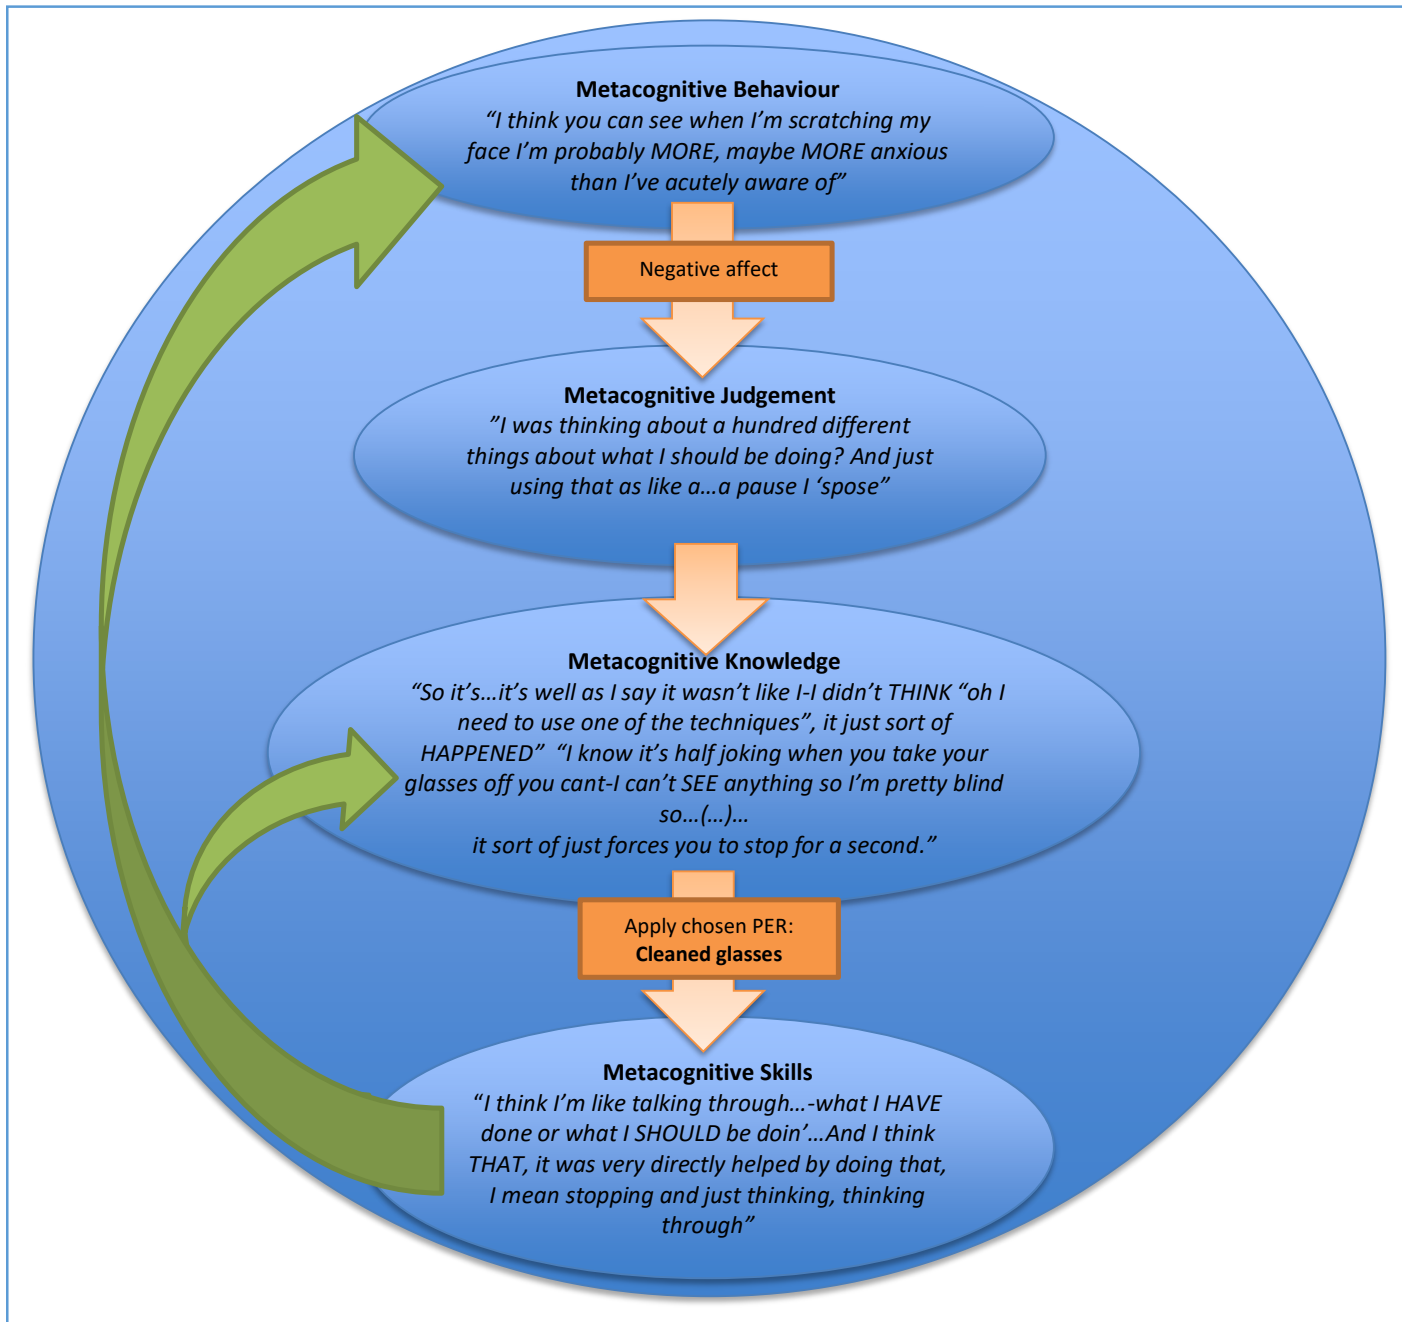 Metacognitive Behaviour
“I think you can see when I’m scratching my
face I’m probably MORE, maybe MORE anxious
than I’ve acutely aware of”
Negative affect
Metacognitive Judgement
”I was thinking about a hundred different
things about what I should be doing? And just
using that as like a…a pause I ‘spose”
Metacognitive Knowledge
“So it’s…it’s well as I say it wasn’t like I-I didn’t THINK “oh I
need to use one of the techniques”, it just sort of
HAPPENED” “I know it’s half joking when you take your
glasses off you cant-I can’t SEE anything so I’m pretty blind
so…(…)…
it sort of just forces you to stop for a second.”
Apply chosen PER:
Cleaned glasses
Metacognitive Skills
“I think I’m like talking through…-what I HAVE
done or what I SHOULD be doin’…And I think
THAT, it was very directly helped by doing that,
I mean stopping and just thinking, thinking
through”